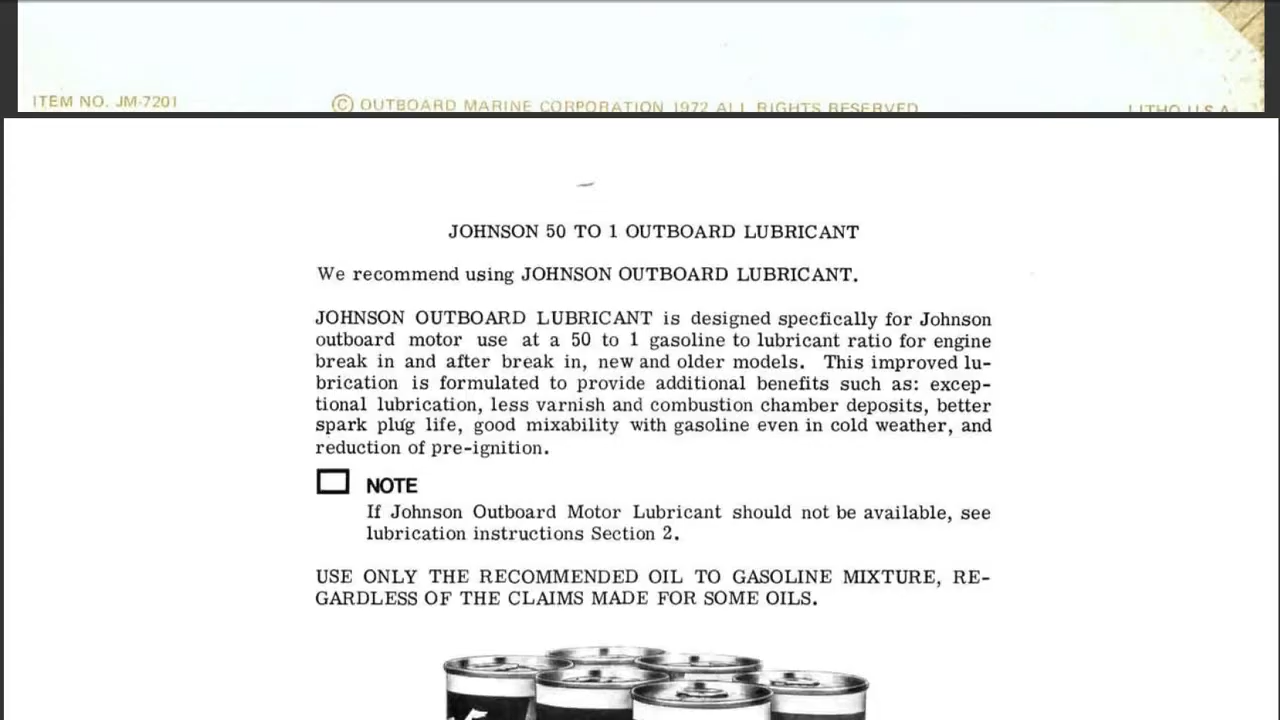 ITEM NO. JM-7201
© OUTBOARD MARINE CORPORATION 1972 ALL RIGHTS RESERVED
LITHO U.S.A.
JOHNSON 50 TO 1 OUTBOARD LUBRICANT
We recommend using JOHNSON OUTBOARD LUBRICANT.
JOHNSON OUTBOARD LUBRICANT is designed specfically for Johnson
outboard motor use at a 50 to 1 gasoline to lubricant ratio for engine
break in and after break in, new and older models. This improved lu-
brication is formulated to provide additional benefits such as: excep-
tional lubrication, less varnish and combustion chamber deposits, better
spark plug life, good mixability with gasoline even in cold weather, and
reduction of pre-ignition.
NOTE
If Johnson Outboard Motor Lubricant should not be available, see
lubrication instructions Section 2.
USE ONLY THE RECOMMENDED OIL TO GASOLINE MIXTURE, RE-
GARDLESS OF THE CLAIMS MADE FOR SOME OILS.